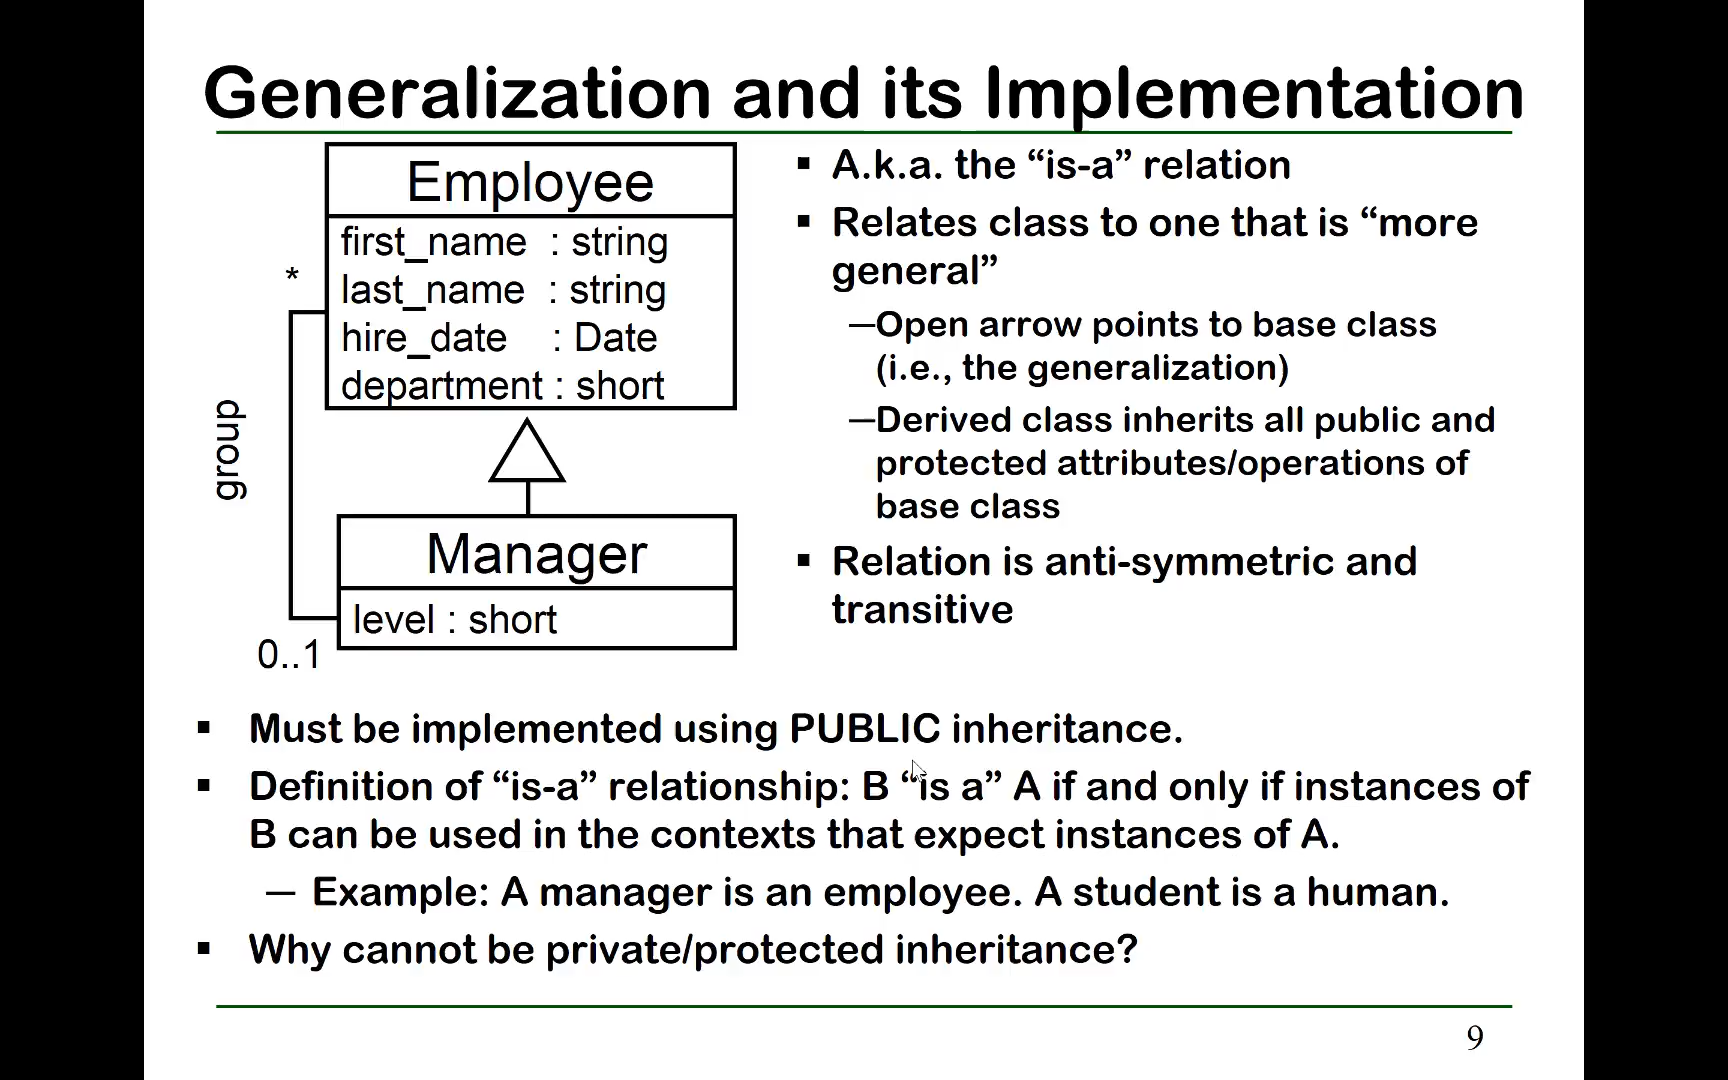 Generalization and its Implementation
Employee
first_name : string
last_name : string
hire_date : Date
department : short
*
group
Manager
level : short
0..1
▪ A.k.a. the “is-a” relation
▪ Relates class to one that is “more
general”
—Open arrow points to base class
(i.e., the generalization)
—Derived class inherits all public and
protected attributes/operations of
base class
▪ Relation is anti-symmetric and
transitive
▪ Must be implemented using PUBLIC inheritance.
▪ Definition of “is-a” relationship: B “is a” A if and only if instances of
B can be used in the contexts that expect instances of A.
— Example: A manager is an employee. A student is a human.
▪ Why cannot be private/protected inheritance?
9